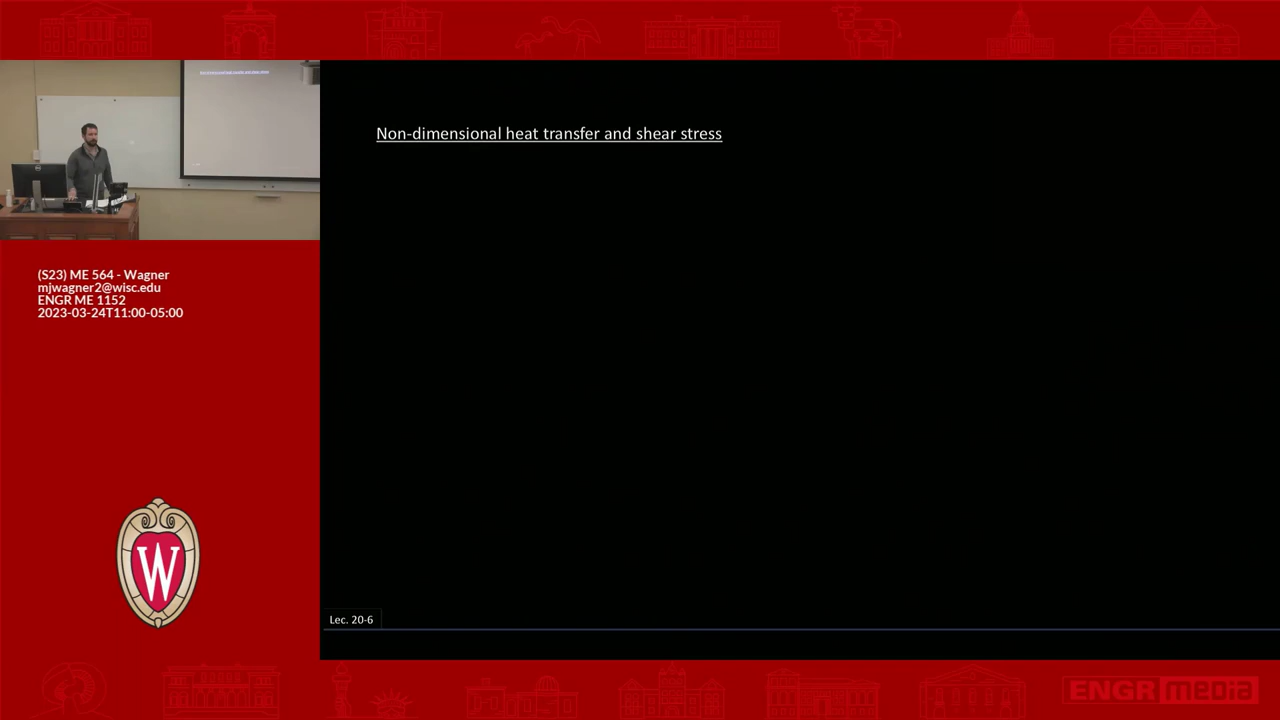 Non-dimensional heat transfer and shear stress
(S23) ME 564 - Wagner
mjwagner2@wisc.edu
ENGR ME 1152
2023-03-24T11:00-05:00
W
Lec. 20-6
ENGR media